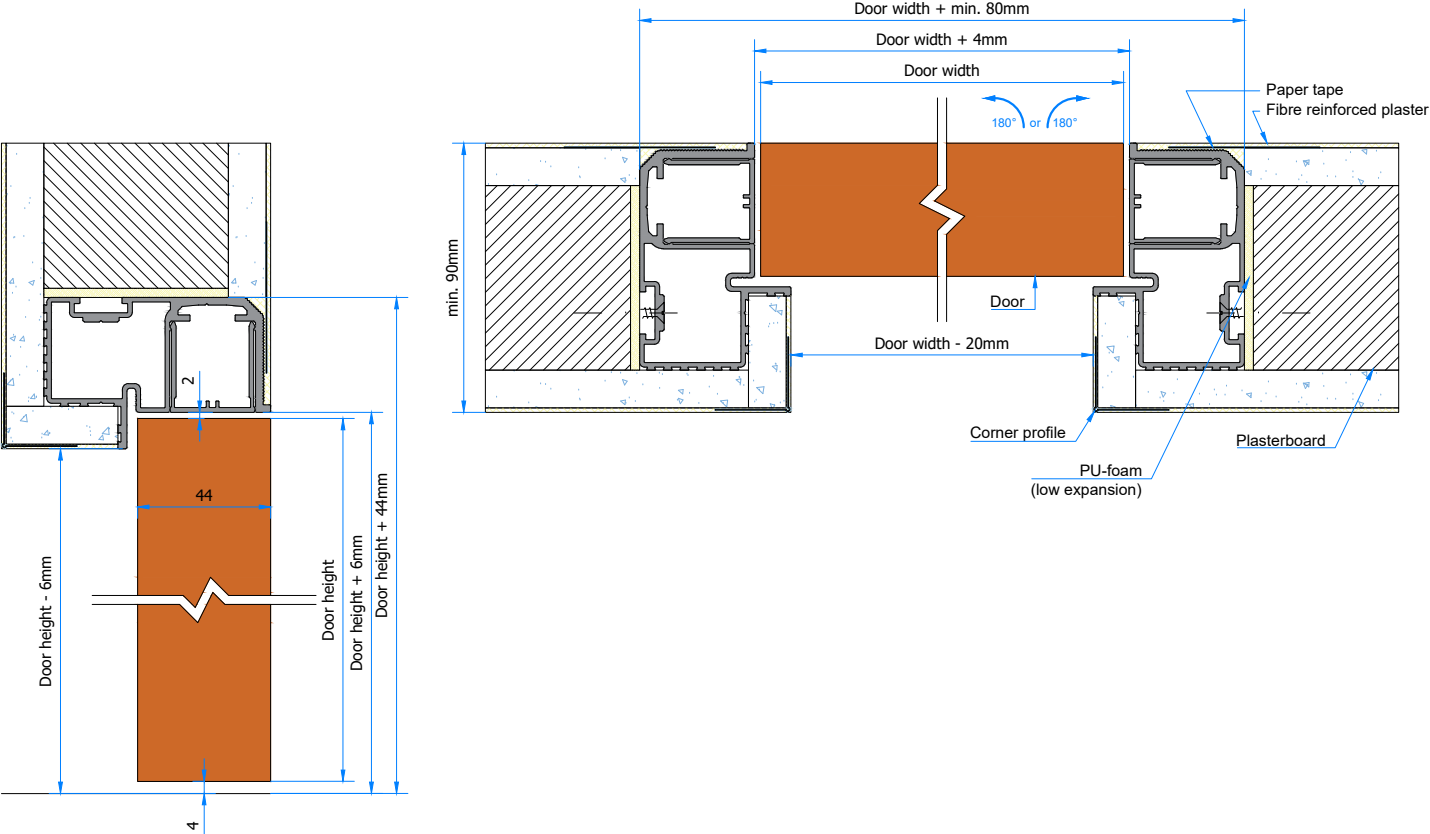 Door width + min. 80mm
Door width + 4mm
Door width
180° or 180°
Paper tape
Fibre reinforced plaster
min. 90mm
Door
Door width - 20mm
Corner profile
Plasterboard
PU-foam
(low expansion)
2
44
Door height - 6mm
Door height
Door height + 6mm
Door height + 44mm
4